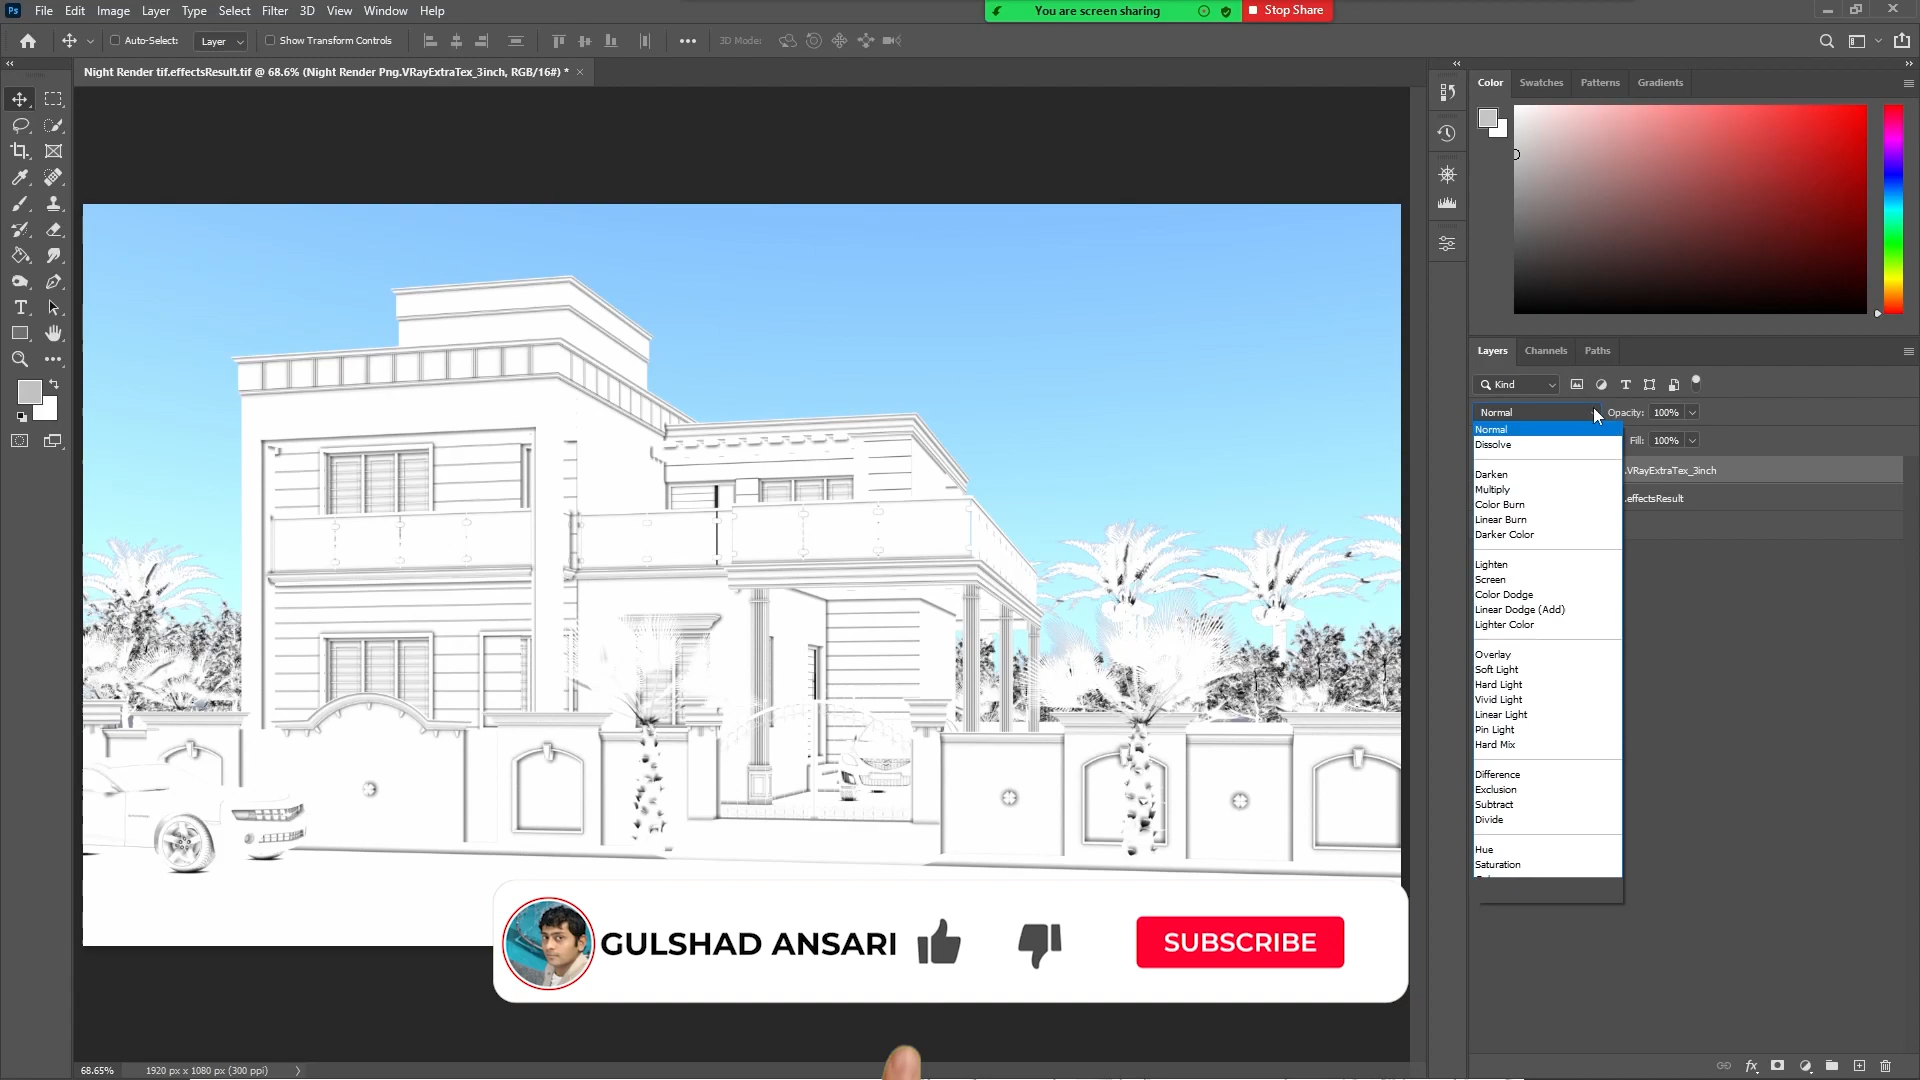 Ps File Edit Image Layer Type Select Filter 3D View Window Help
You are screen sharing
Stop Share
Auto-Select: Layer Show Transform Controls 3D Mode:
Night Render tif.effectsResult.tif @ 68.6% (Night Render Png.VRayExtraTex_3inch, RGB/16#) *
Color Swatches Patterns Gradients
Layers Channels Paths
Kind
Normal Opacity: 100%
Fill: 100%
.VRayExtraTex_3inch
.effectsResult
Normal
Dissolve
Darken
Multiply
Color Burn
Linear Burn
Darker Color
Lighten
Screen
Color Dodge
Linear Dodge (Add)
Lighter Color
Overlay
Soft Light
Hard Light
Vivid Light
Linear Light
Pin Light
Hard Mix
Difference
Exclusion
Subtract
Divide
Hue
Saturation
GULSHAD ANSARI
SUBSCRIBE
68.65% 1920 px x 1080 px (300 ppi)